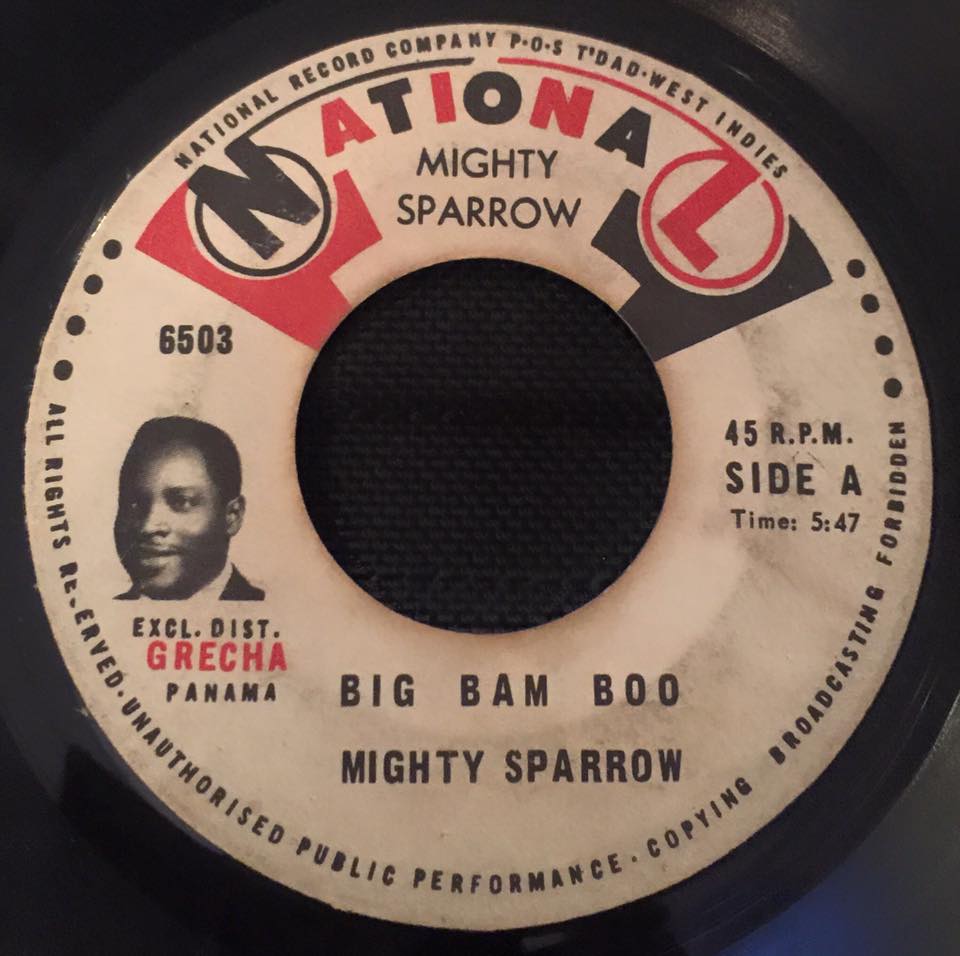 NATIONAL RECORD COMPANY P·O·S T'DAD·WEST INDIES
NATIONAL
MIGHTY
SPARROW
6503
45 R.P.M.
SIDE A
Time: 5:47
EXCL. DIST.
GRECHA
PANAMA
BIG BAM BOO
MIGHTY SPARROW
ALL RIGHTS RE.ERVED·UNAUTHORISED PUBLIC PERFORMANCE · COPYING BROADCASTING FORBIDDEN